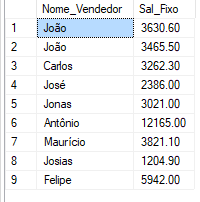 Nome_Vendedor Sal_Fixo
1 João 3630.60
2 João 3465.50
3 Carlos 3262.30
4 José 2386.00
5 Jonas 3021.00
6 Antônio 12165.00
7 Maurício 3821.10
8 Josias 1204.90
9 Felipe 5942.00